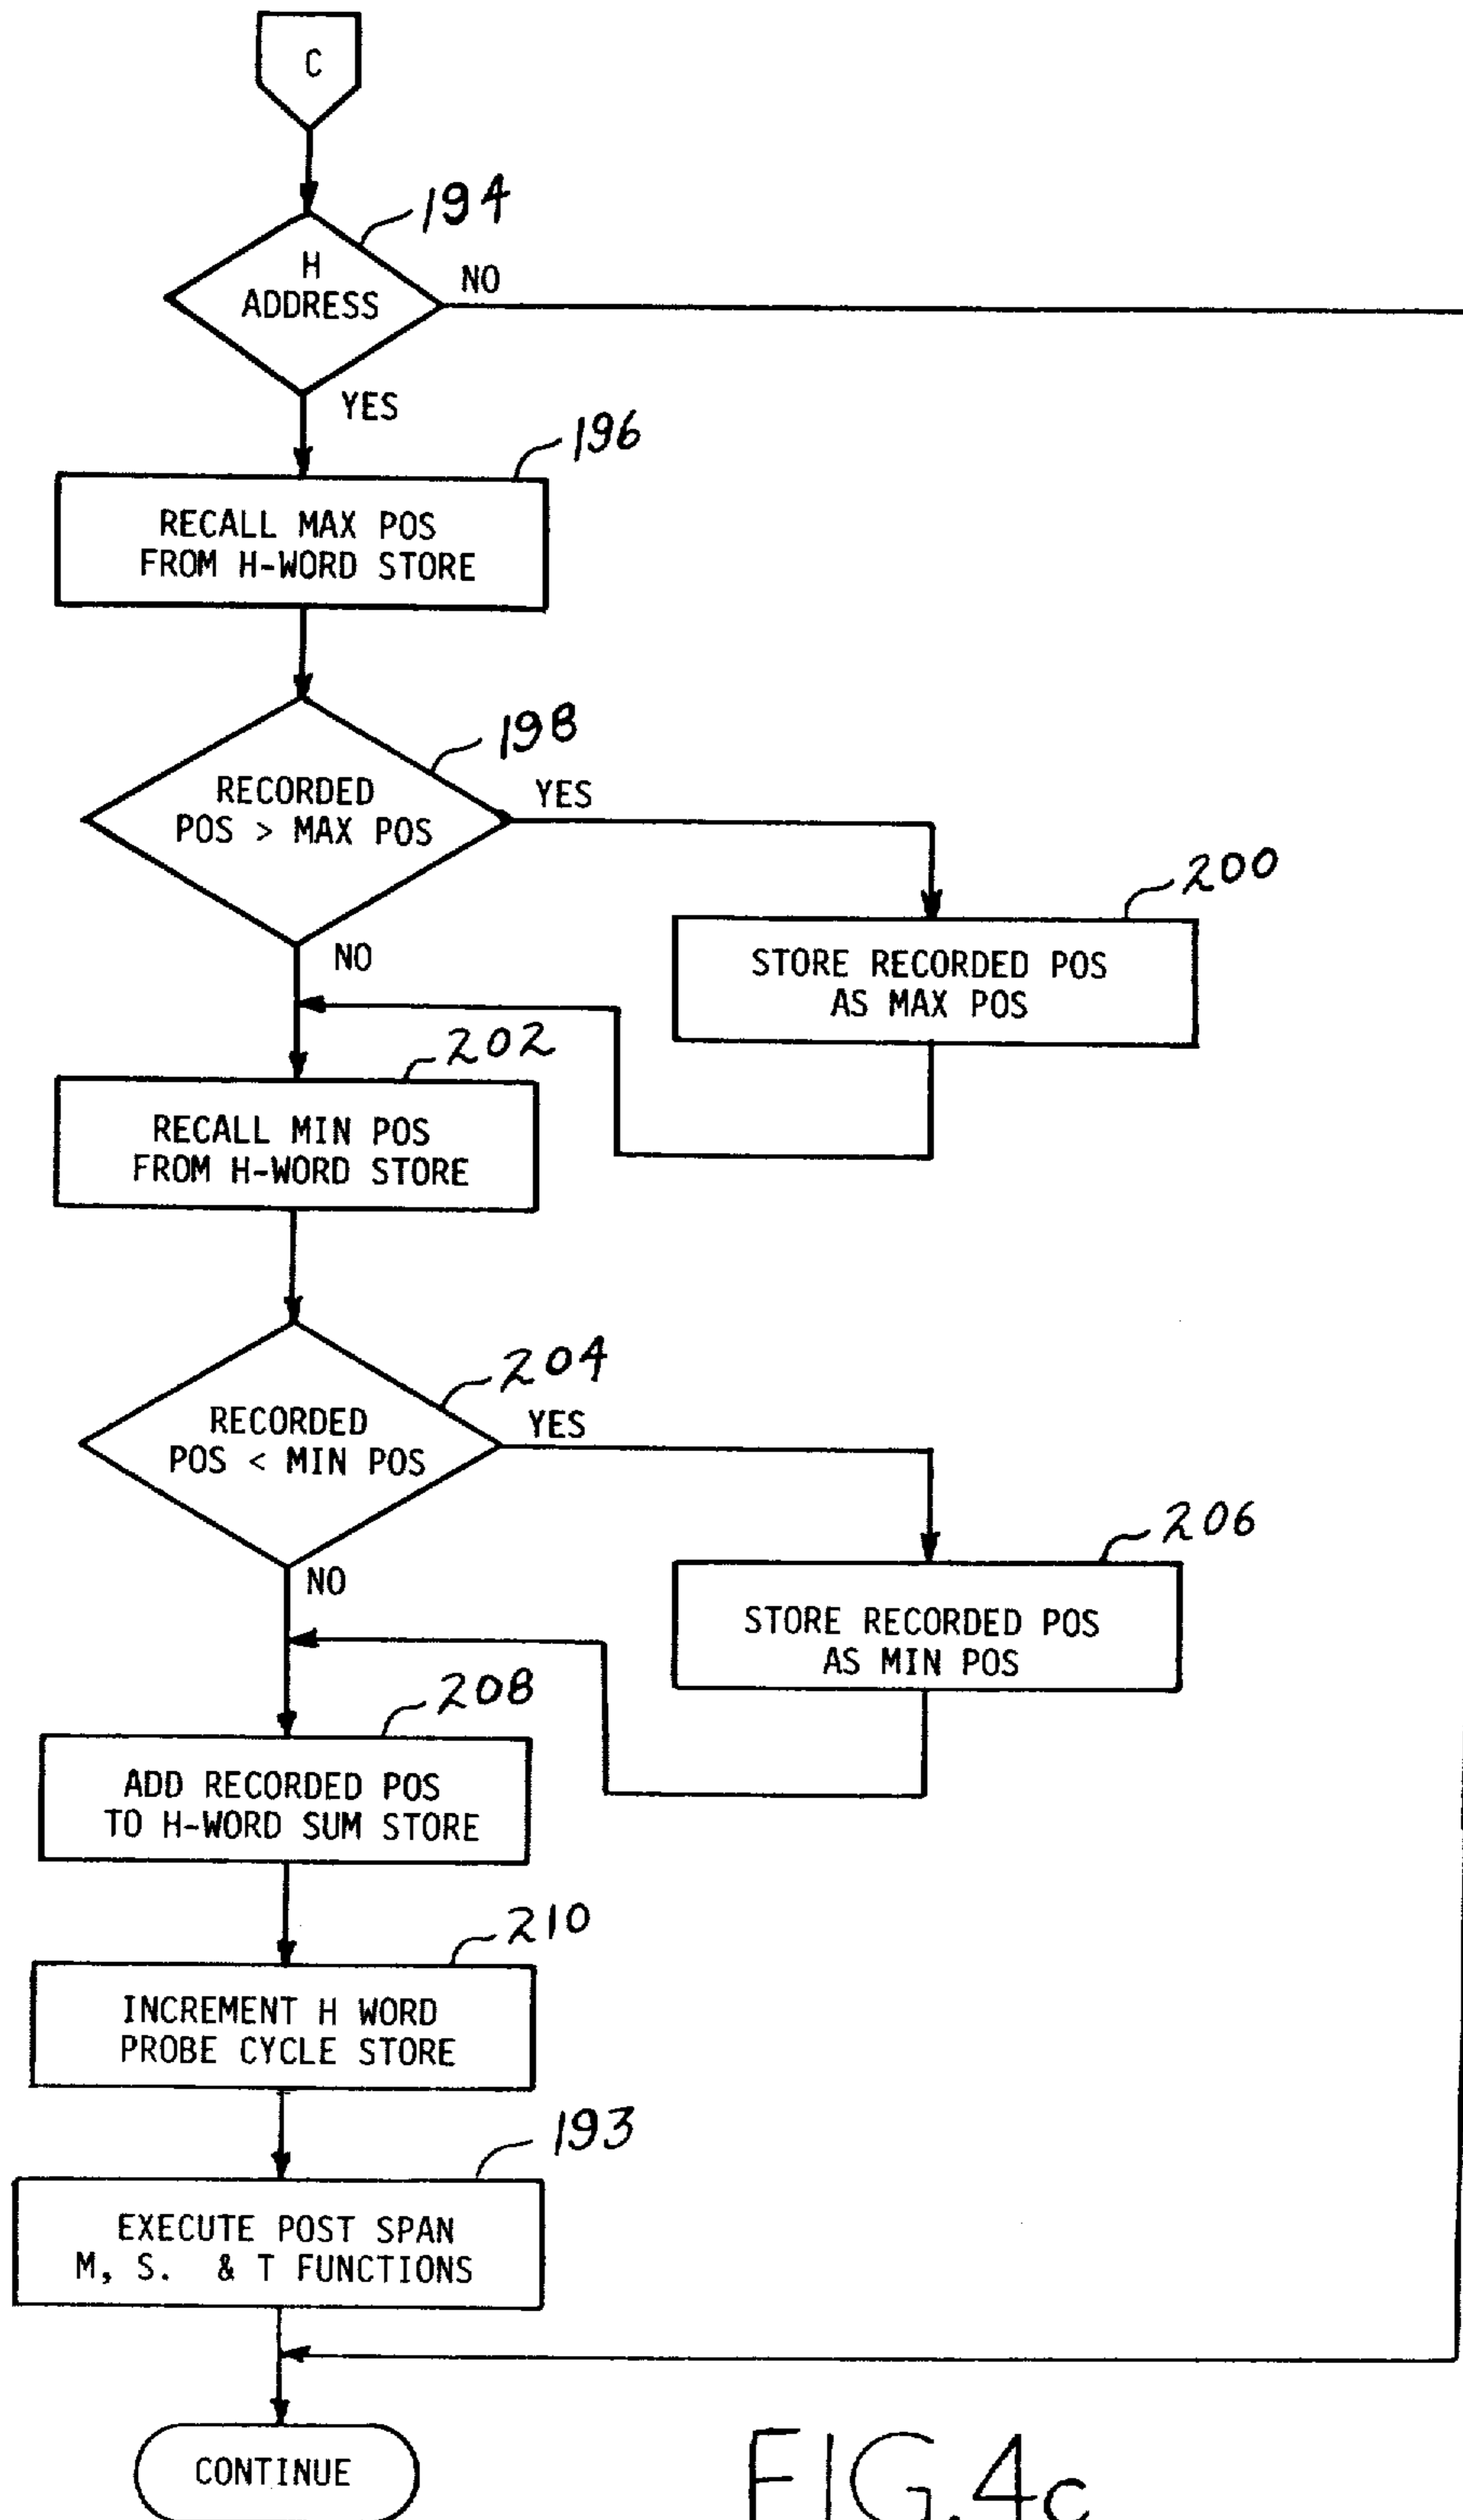 C
194
H
ADDRESS
NO
YES
196
RECALL MAX POS
FROM H-WORD STORE
198
RECORDED
POS > MAX POS
YES
200
STORE RECORDED POS
AS MAX POS
NO
202
RECALL MIN POS
FROM H-WORD STORE
204
RECORDED
POS < MIN POS
YES
206
STORE RECORDED POS
AS MIN POS
NO
208
ADD RECORDED POS
TO H-WORD SUM STORE
210
INCREMENT H WORD
PROBE CYCLE STORE
193
EXECUTE POST SPAN
M, S. & T FUNCTIONS
CONTINUE
FIG.4c